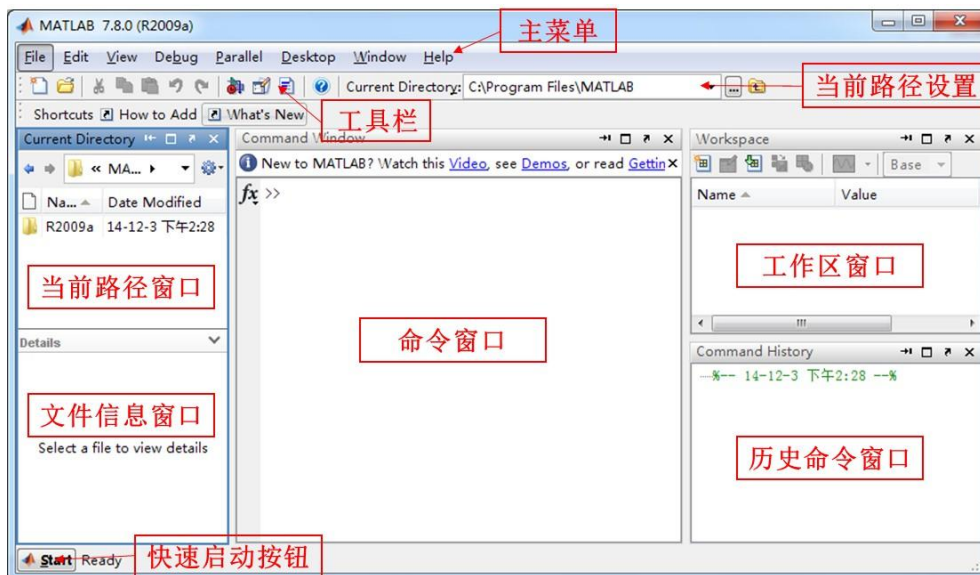 MATLAB 7.8.0 (R2009a)
主菜单
File Edit View Debug Parallel Desktop Window Help
Current Directory: C:\Program Files\MATLAB
当前路径设置
Shortcuts How to Add What's New
工具栏
Current Directory
Command Window
Workspace
« MA...
New to MATLAB? Watch this Video, see Demos, or read Gettin
Base
Na... Date Modified
fx >>
Name Value
R2009a 14-12-3 下午2:28
当前路径窗口
工作区窗口
命令窗口
Details
Command History
--%-- 14-12-3 下午2:28 --%
文件信息窗口
Select a file to view details
历史命令窗口
Start Ready
快速启动按钮